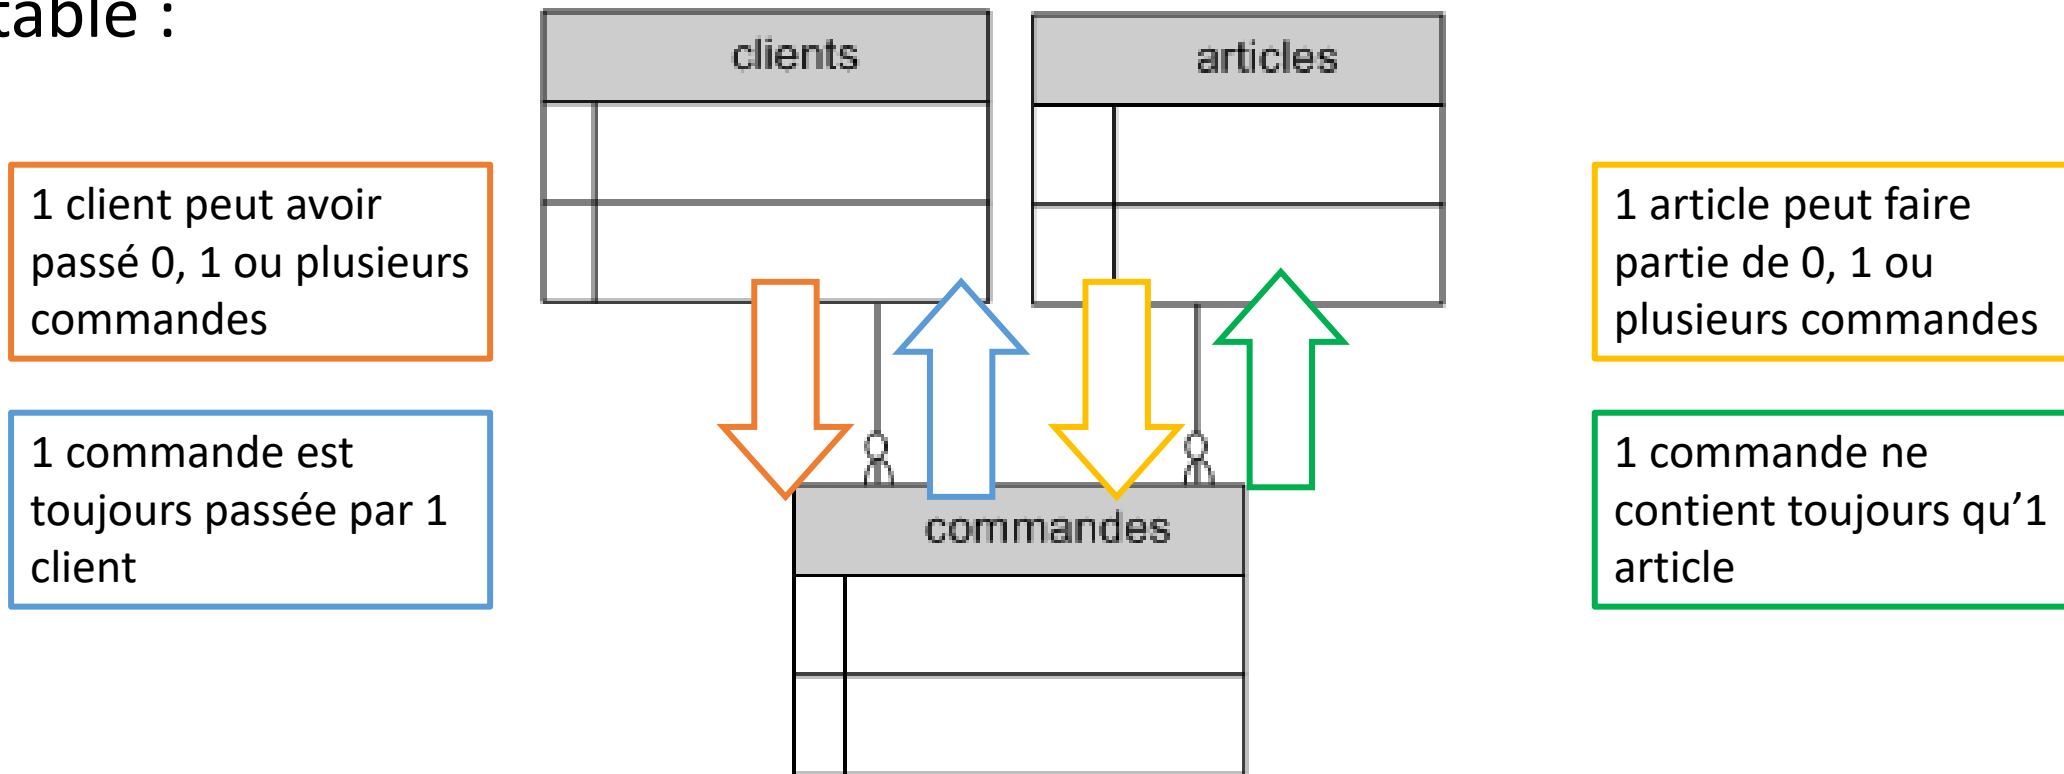 table :
clients
articles
1 client peut avoir
passé 0, 1 ou plusieurs
commandes
1 article peut faire
partie de 0, 1 ou
plusieurs commandes
1 commande est
toujours passée par 1
client
1 commande ne
contient toujours qu’1
article
commandes